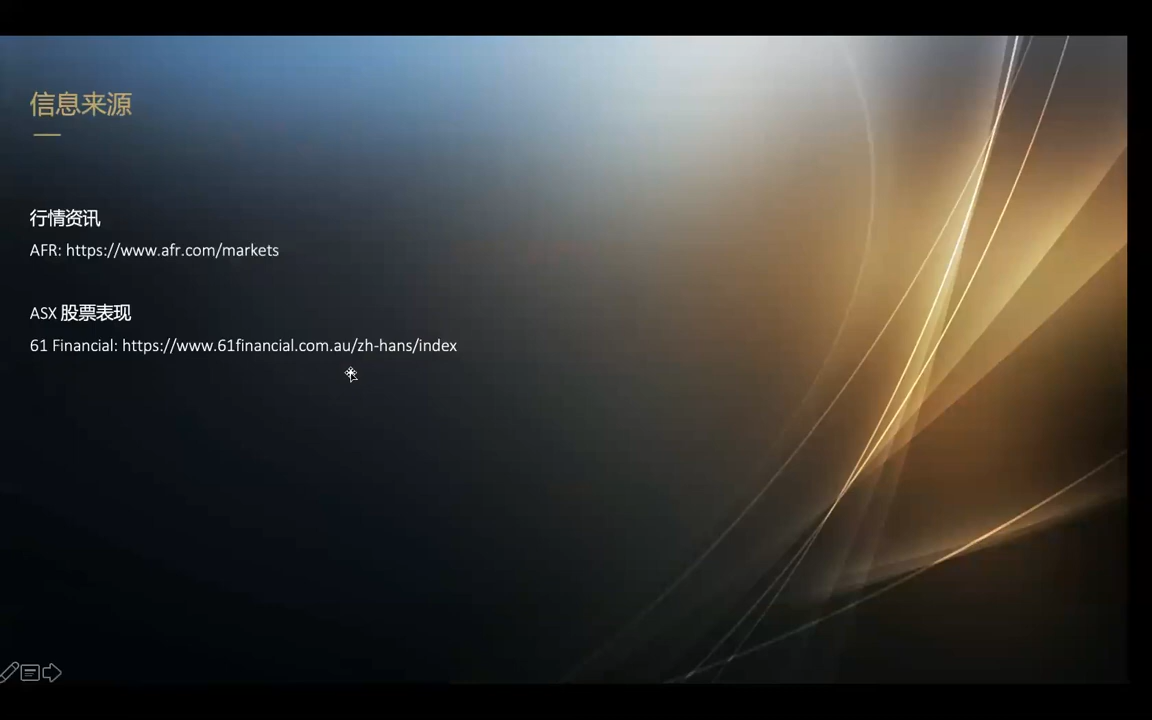 信息来源
行情资讯
AFR: https://www.afr.com/markets
ASX 股票表现
61 Financial: https://www.61financial.com.au/zh-hans/index